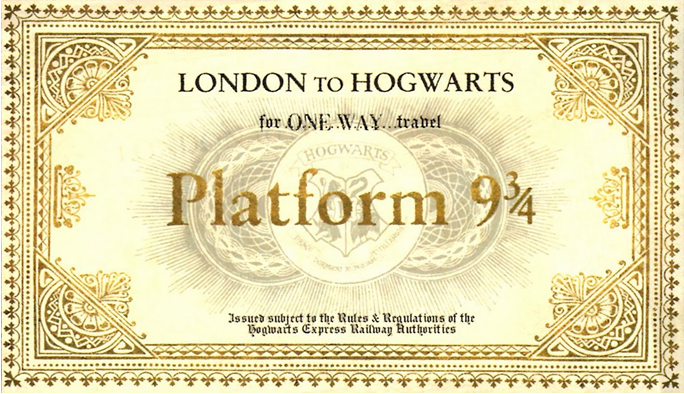 LONDON TO HOGWARTS
for ONE WAY travel
HOGWARTS
Platform 9¾
Issued subject to the Rules & Regulations of the
Hogwarts Express Railway Authorities